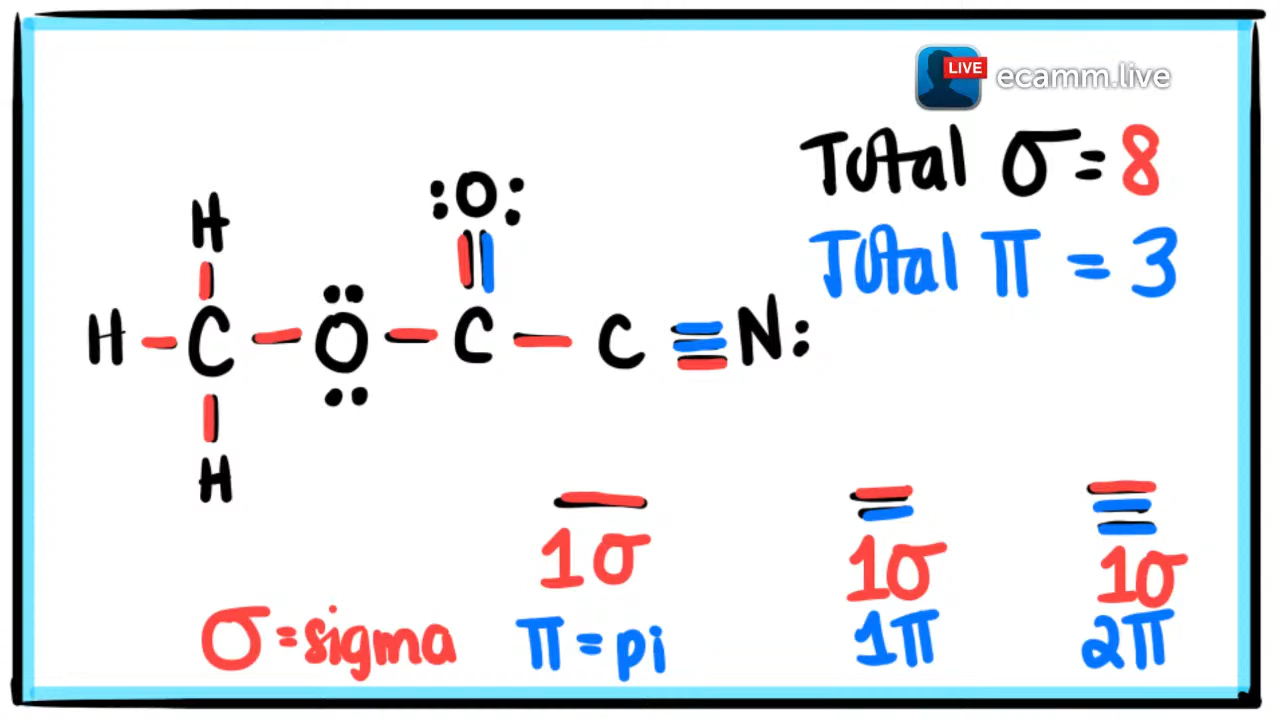 LIVE ecamm.live
Total σ = 8
Total π = 3
:O:
H
H - C - O - C - C ≡ N:
H
1σ 1σ 1σ
σ = sigma π = pi 1π 2π